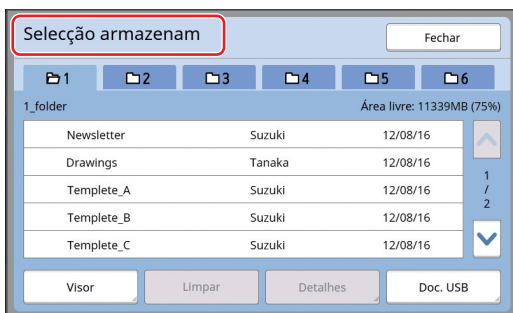 Selecção armazenam
Fechar
1 2 3 4 5 6
1_folder Área livre: 11339MB (75%)
Newsletter Suzuki 12/08/16
Drawings Tanaka 12/08/16
Templete_A Suzuki 12/08/16
Templete_B Suzuki 12/08/16
Templete_C Suzuki 12/08/16
1
/
2
Visor Limpar Detalhes Doc. USB